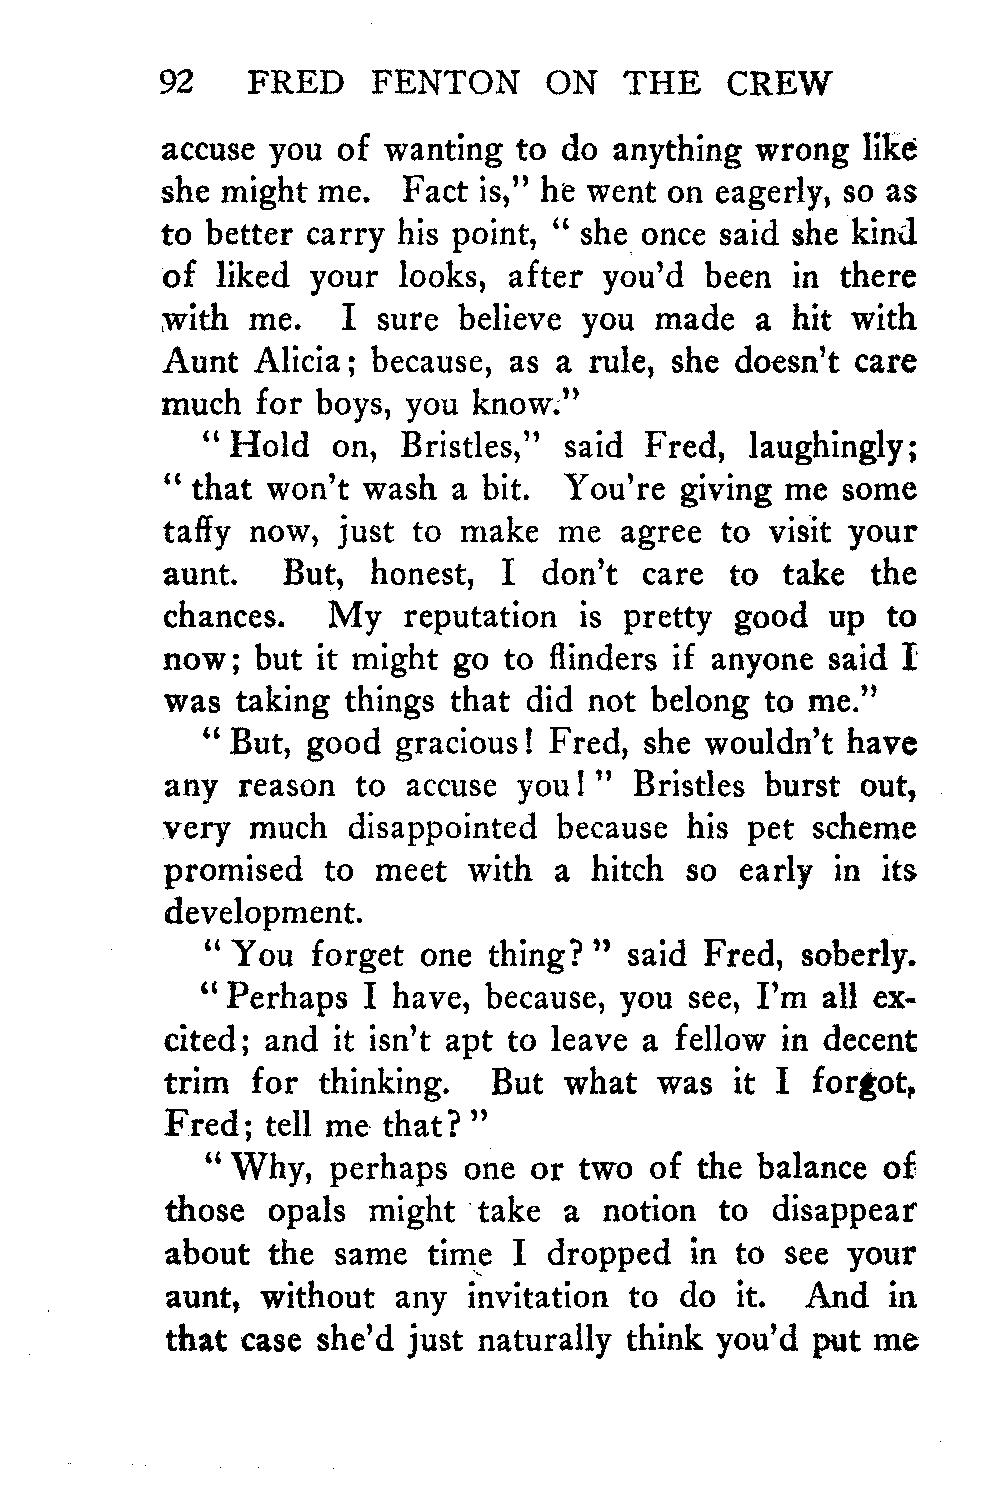 92 FRED FENTON ON THE CREW
accuse you of wanting to do anything wrong like
she might me. Fact is,” he went on eagerly, so as
to better carry his point, “ she once said she kind
of liked your looks, after you’d been in there
with me. I sure believe you made a hit with
Aunt Alicia; because, as a rule, she doesn’t care
much for boys, you know.”
“ Hold on, Bristles,” said Fred, laughingly;
“ that won’t wash a bit. You’re giving me some
taffy now, just to make me agree to visit your
aunt. But, honest, I don’t care to take the
chances. My reputation is pretty good up to
now; but it might go to flinders if anyone said I
was taking things that did not belong to me.”
“ But, good gracious! Fred, she wouldn’t have
any reason to accuse you! ” Bristles burst out,
very much disappointed because his pet scheme
promised to meet with a hitch so early in its
development.
“ You forget one thing? ” said Fred, soberly.
“ Perhaps I have, because, you see, I’m all ex-
cited; and it isn’t apt to leave a fellow in decent
trim for thinking. But what was it I forgot,
Fred; tell me that? ”
“ Why, perhaps one or two of the balance of
those opals might take a notion to disappear
about the same time I dropped in to see your
aunt, without any invitation to do it. And in
that case she’d just naturally think you’d put me